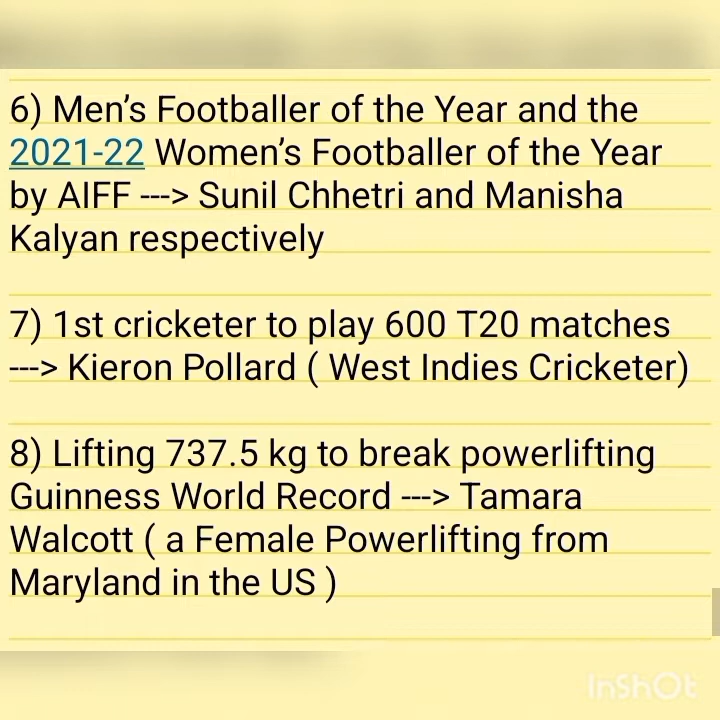 6) Men’s Footballer of the Year and the
2021-22 Women’s Footballer of the Year
by AIFF ---> Sunil Chhetri and Manisha
Kalyan respectively
7) 1st cricketer to play 600 T20 matches
---> Kieron Pollard ( West Indies Cricketer)
8) Lifting 737.5 kg to break powerlifting
Guinness World Record ---> Tamara
Walcott ( a Female Powerlifting from
Maryland in the US )
InShOt